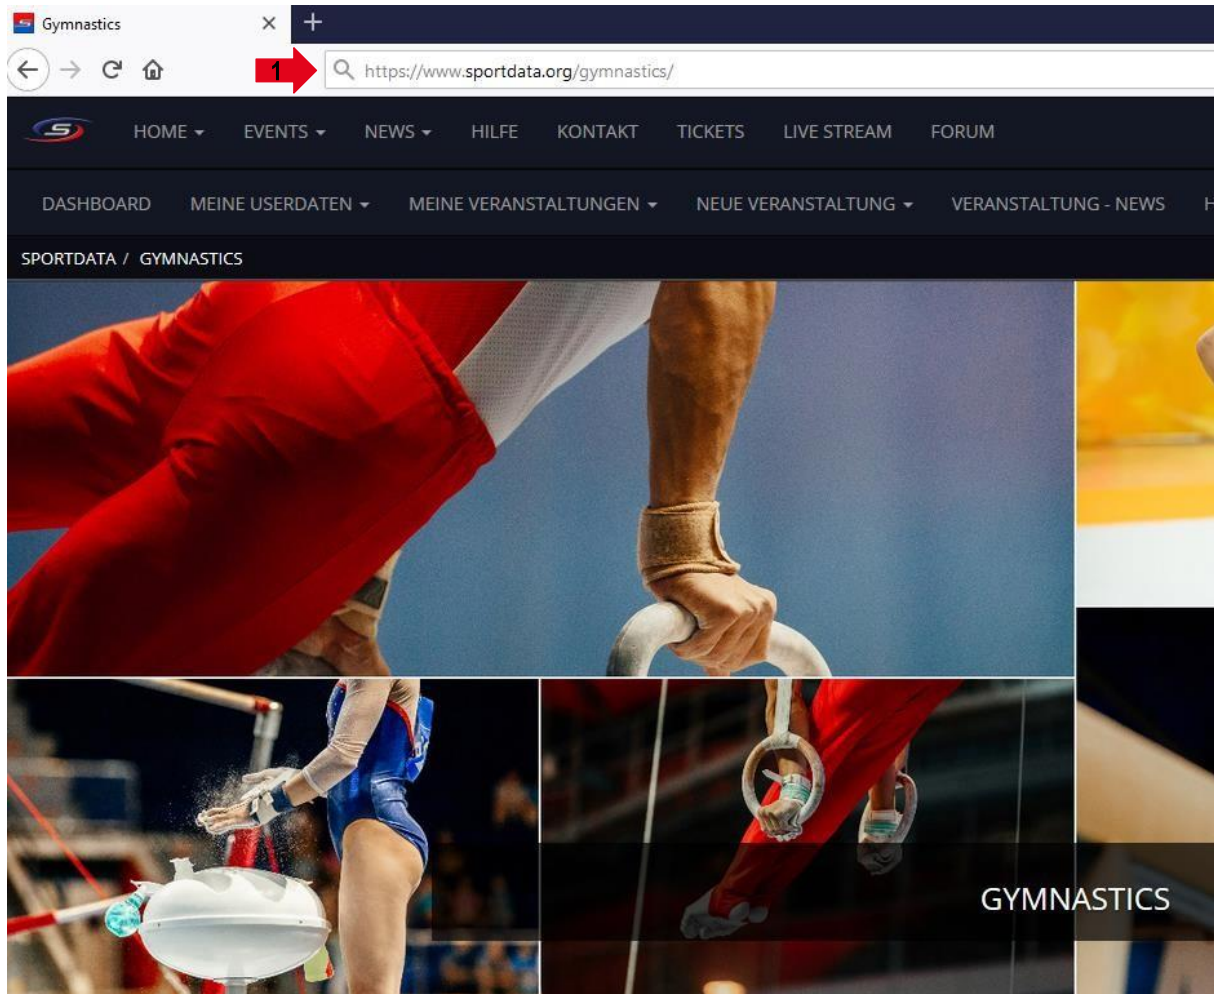 Gymnastics
1
https://www.sportdata.org/gymnastics/
HOME EVENTS NEWS HILFE KONTAKT TICKETS LIVE STREAM FORUM
DASHBOARD MEINE USERDATEN MEINE VERANSTALTUNGEN NEUE VERANSTALTUNG VERANSTALTUNG - NEWS H
SPORTDATA / GYMNASTICS
GYMNASTICS